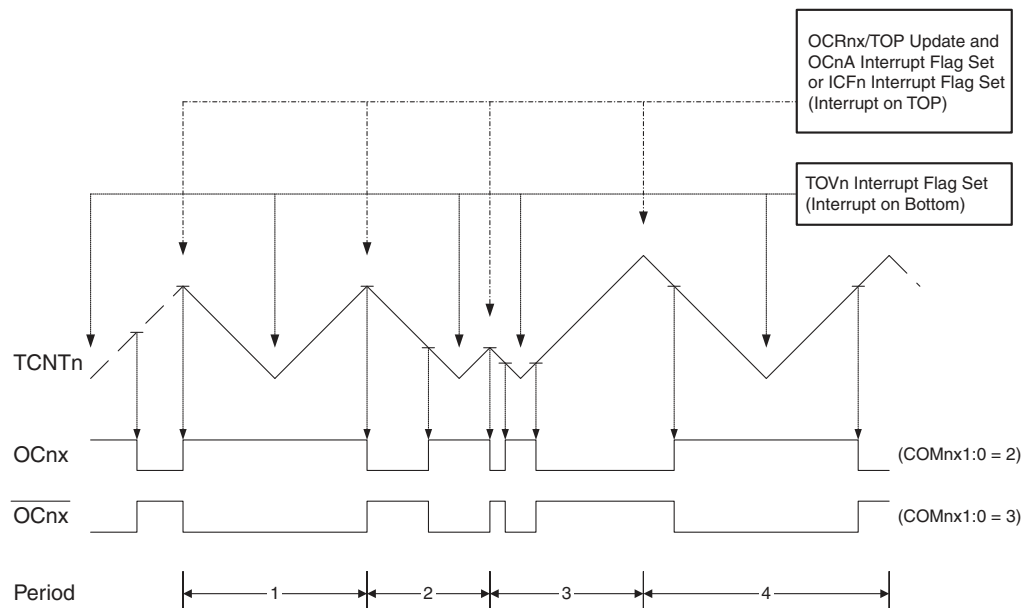 OCRnx/TOP Update and
OCnA Interrupt Flag Set
or ICFn Interrupt Flag Set
(Interrupt on TOP)
TOVn Interrupt Flag Set
(Interrupt on Bottom)
TCNTn
OCnx
(COMnx1:0 = 2)
OCnx
(COMnx1:0 = 3)
Period
1
2
3
4